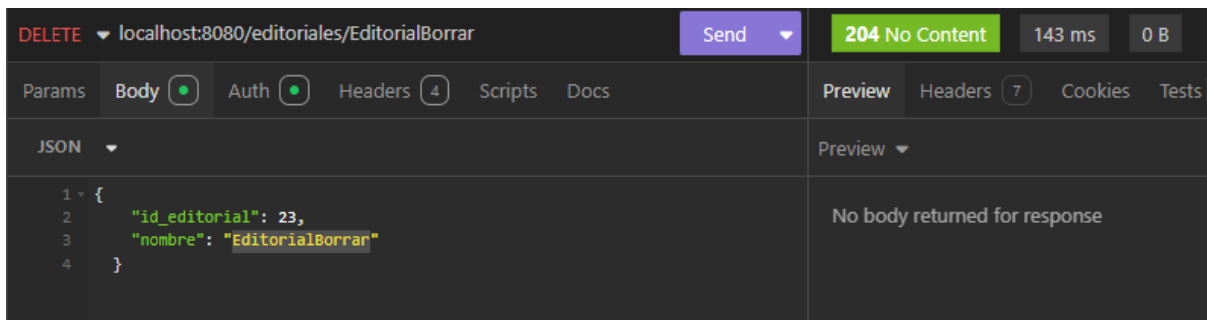 DELETE localhost:8080/editoriales/EditorialBorrar Send 204 No Content 143 ms 0 B
Params Body Auth Headers 4 Scripts Docs Preview Headers 7 Cookies Tests
JSON Preview
1 {
2 "id_editorial": 23,
3 "nombre": "EditorialBorrar"
4 }
No body returned for response